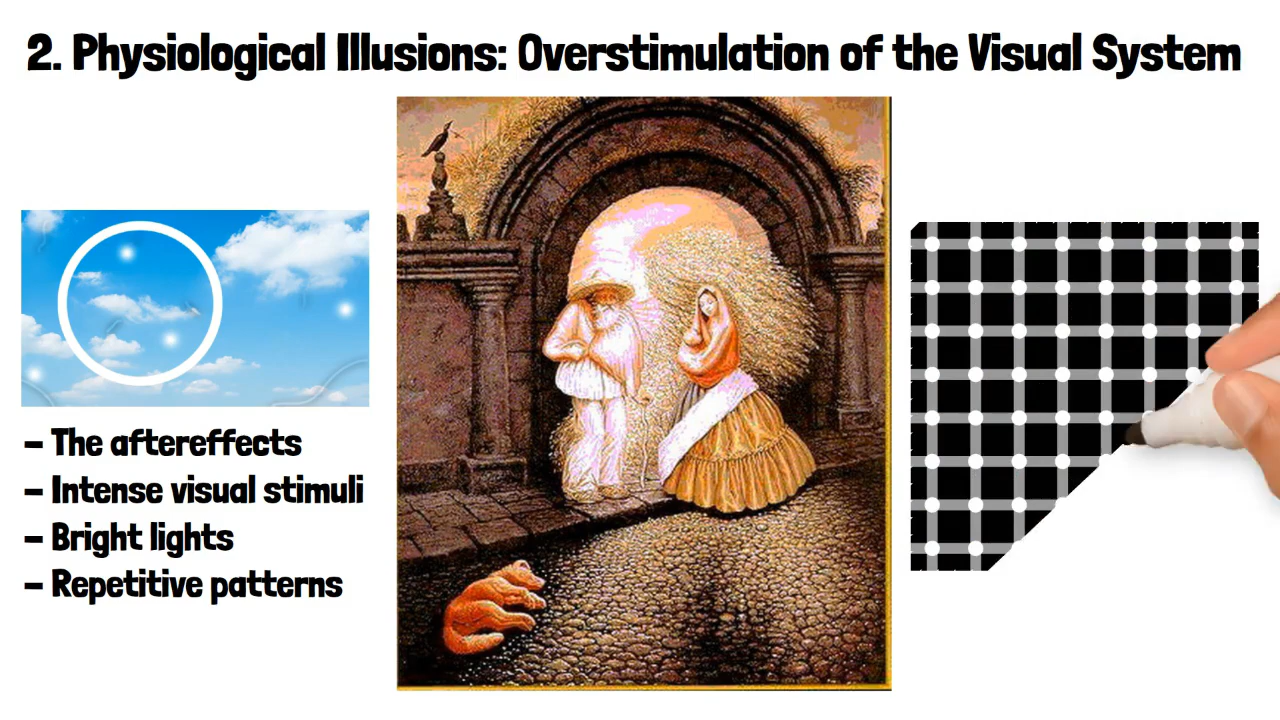 2. Physiological Illusions: Overstimulation of the Visual System
– The aftereffects
– Intense visual stimuli
– Bright lights
– Repetitive patterns